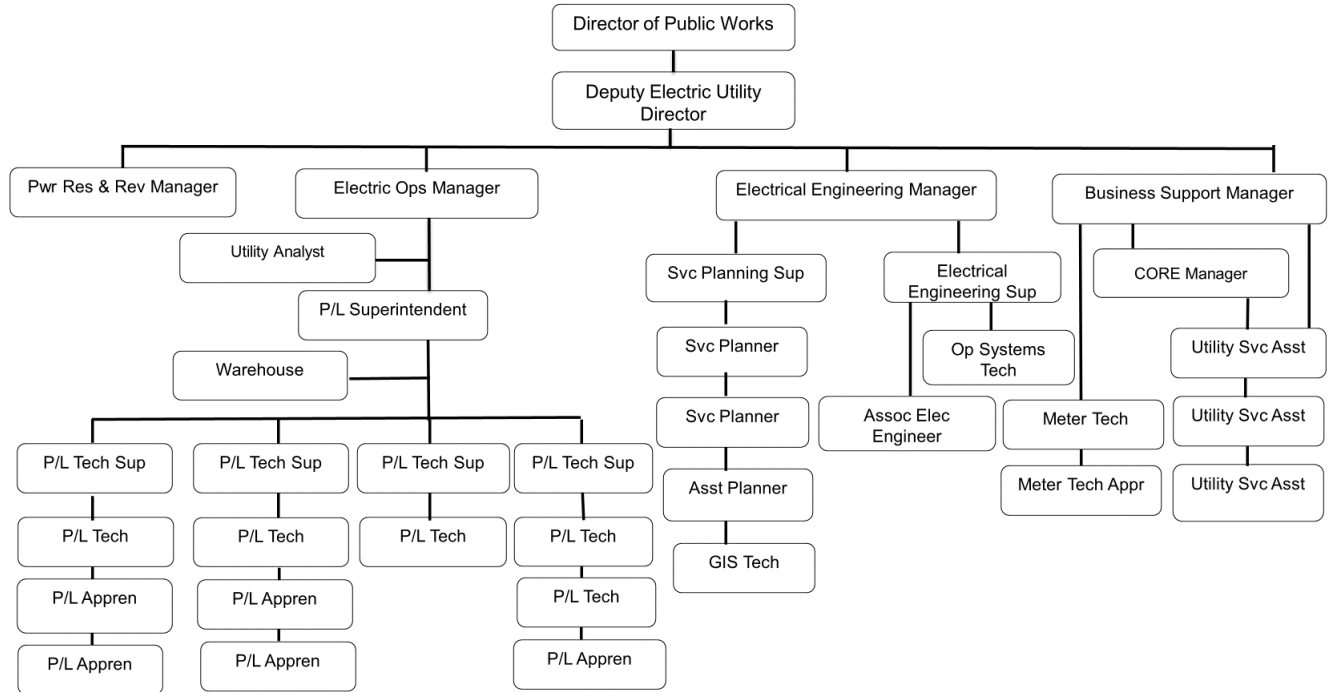 Director of Public Works
Deputy Electric Utility
Director
Pwr Res & Rev Manager
Electric Ops Manager
Electrical Engineering Manager
Business Support Manager
Utility Analyst
Svc Planning Sup
Electrical
Engineering Sup
CORE Manager
P/L Superintendent
Svc Planner
Op Systems
Tech
Utility Svc Asst
Warehouse
Svc Planner
Assoc Elec
Engineer
Meter Tech
Utility Svc Asst
P/L Tech Sup
P/L Tech Sup
P/L Tech Sup
P/L Tech Sup
Asst Planner
Meter Tech Appr
Utility Svc Asst
P/L Tech
P/L Tech
P/L Tech
P/L Tech
GIS Tech
P/L Appren
P/L Appren
P/L Tech
P/L Appren
P/L Appren
P/L Appren